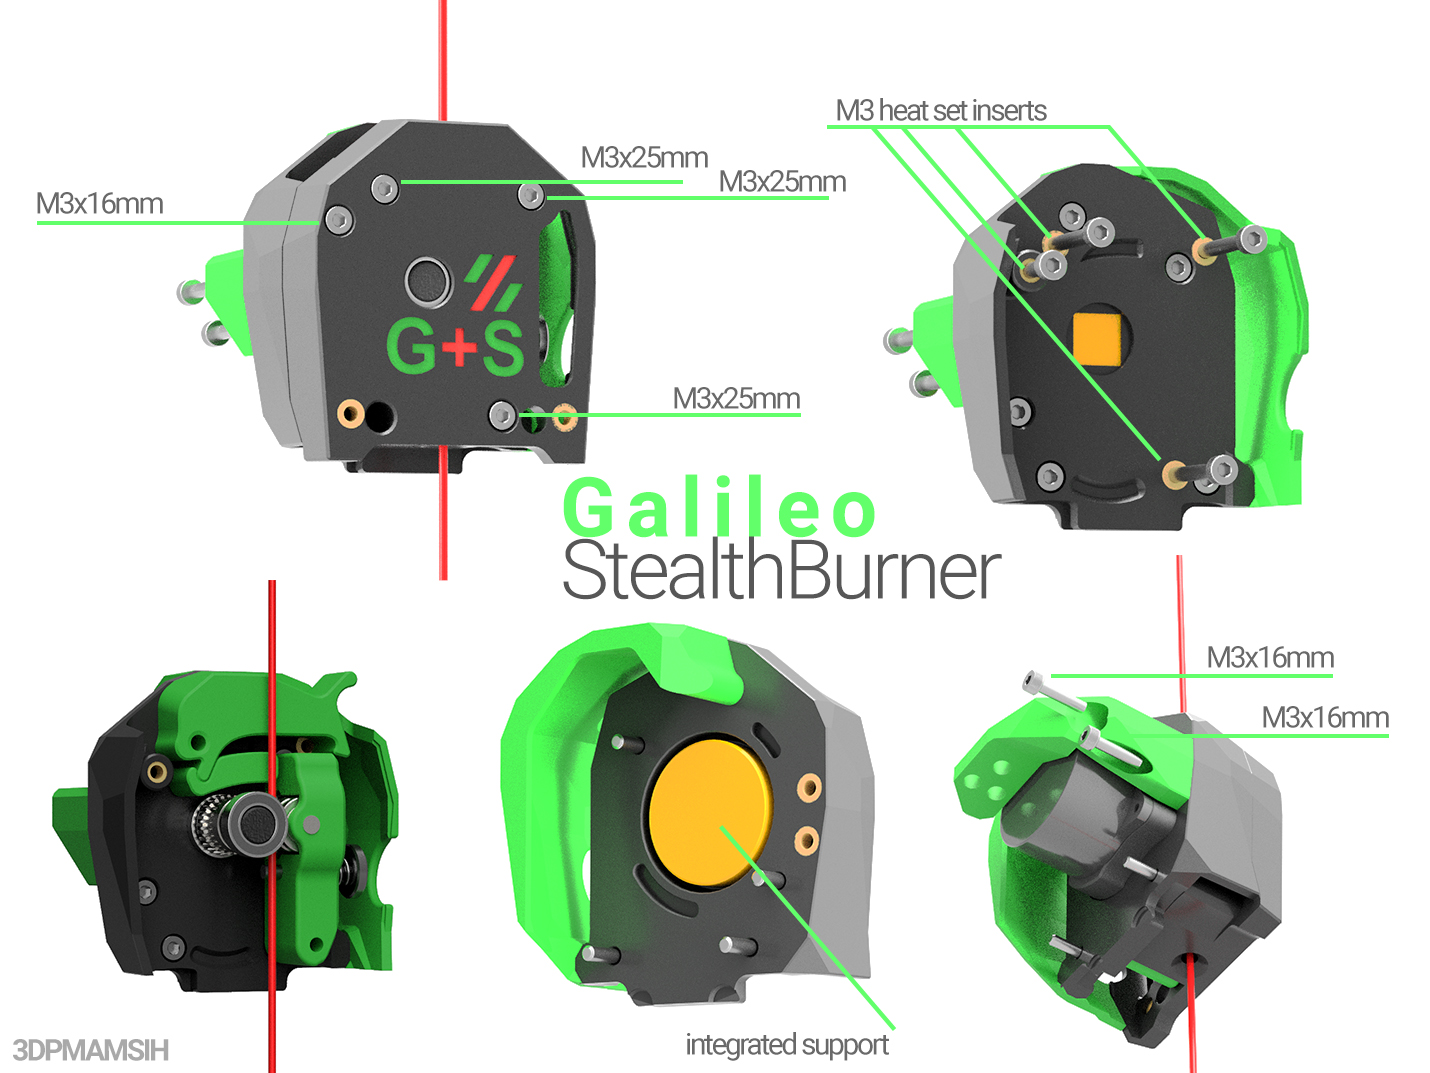 M3 heat set inserts
M3x25mm
M3x25mm
M3x16mm
G+S
M3x25mm
Galileo
StealthBurner
M3x16mm
M3x16mm
integrated support
3DPMAMSIH